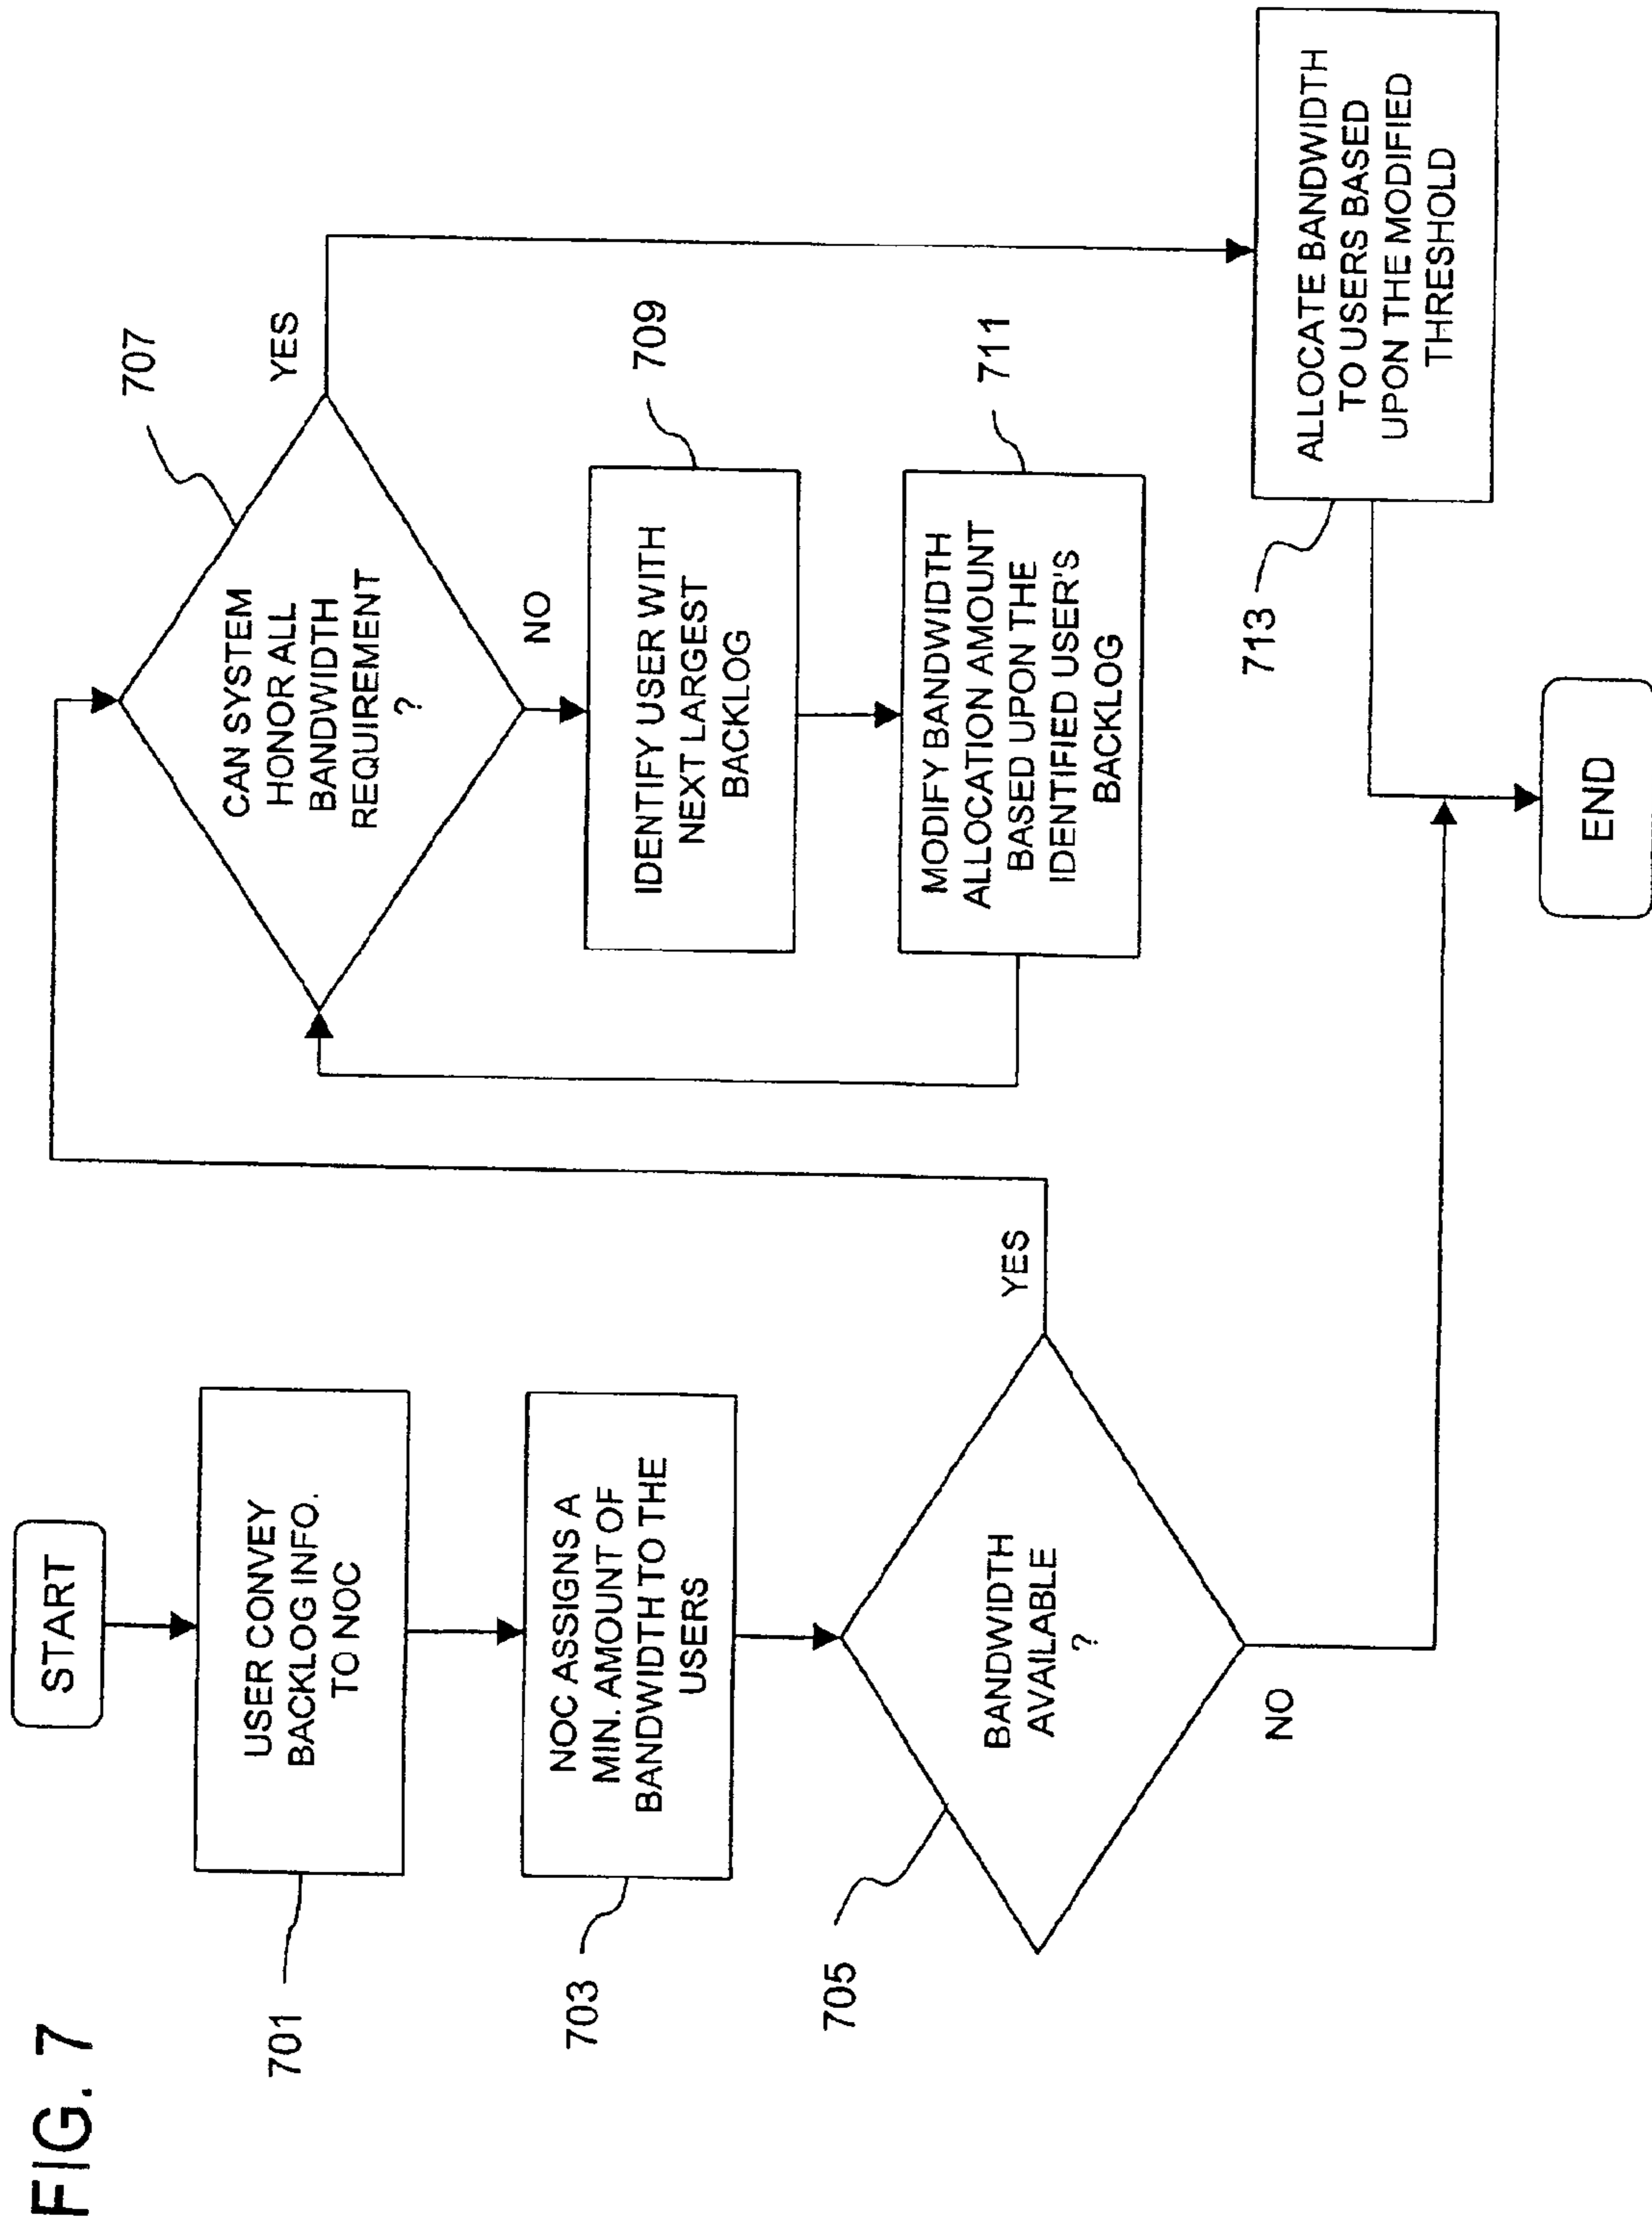 FIG. 7
START
USER CONVEY
BACKLOG INFO.
TO NOC
701
NOC ASSIGNS A
MIN. AMOUNT OF
BANDWIDTH TO THE
USERS
703
BANDWIDTH
AVAILABLE
?
705
YES
NO
CAN SYSTEM
HONOR ALL
BANDWIDTH
REQUIREMENT
?
707
YES
NO
IDENTIFY USER WITH
NEXT LARGEST
BACKLOG
709
MODIFY BANDWIDTH
ALLOCATION AMOUNT
BASED UPON THE
IDENTIFIED USER'S
BACKLOG
711
ALLOCATE BANDWIDTH
TO USERS BASED
UPON THE MODIFIED
THRESHOLD
713
END